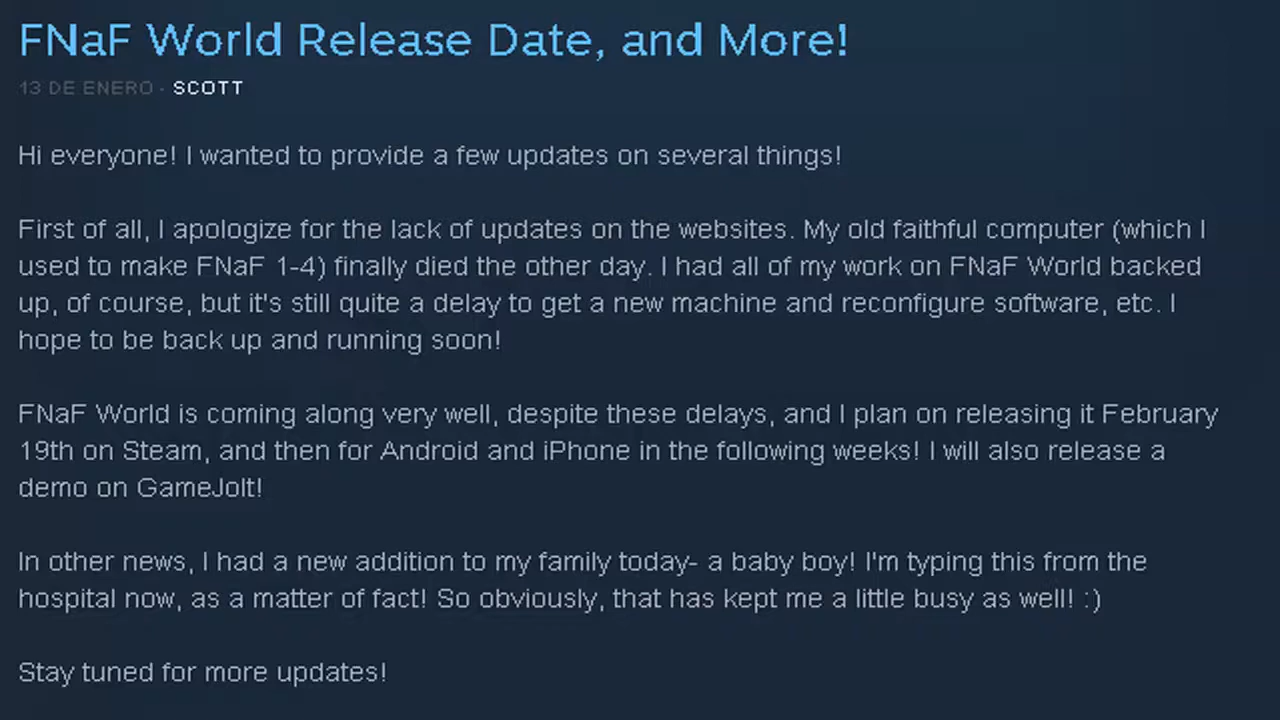 FNaF World Release Date, and More!
13 DE ENERO · SCOTT
Hi everyone! I wanted to provide a few updates on several things!
First of all, I apologize for the lack of updates on the websites. My old faithful computer (which I
used to make FNaF 1-4) finally died the other day. I had all of my work on FNaF World backed
up, of course, but it's still quite a delay to get a new machine and reconfigure software, etc. I
hope to be back up and running soon!
FNaF World is coming along very well, despite these delays, and I plan on releasing it February
19th on Steam, and then for Android and iPhone in the following weeks! I will also release a
demo on GameJolt!
In other news, I had a new addition to my family today- a baby boy! I'm typing this from the
hospital now, as a matter of fact! So obviously, that has kept me a little busy as well! :)
Stay tuned for more updates!